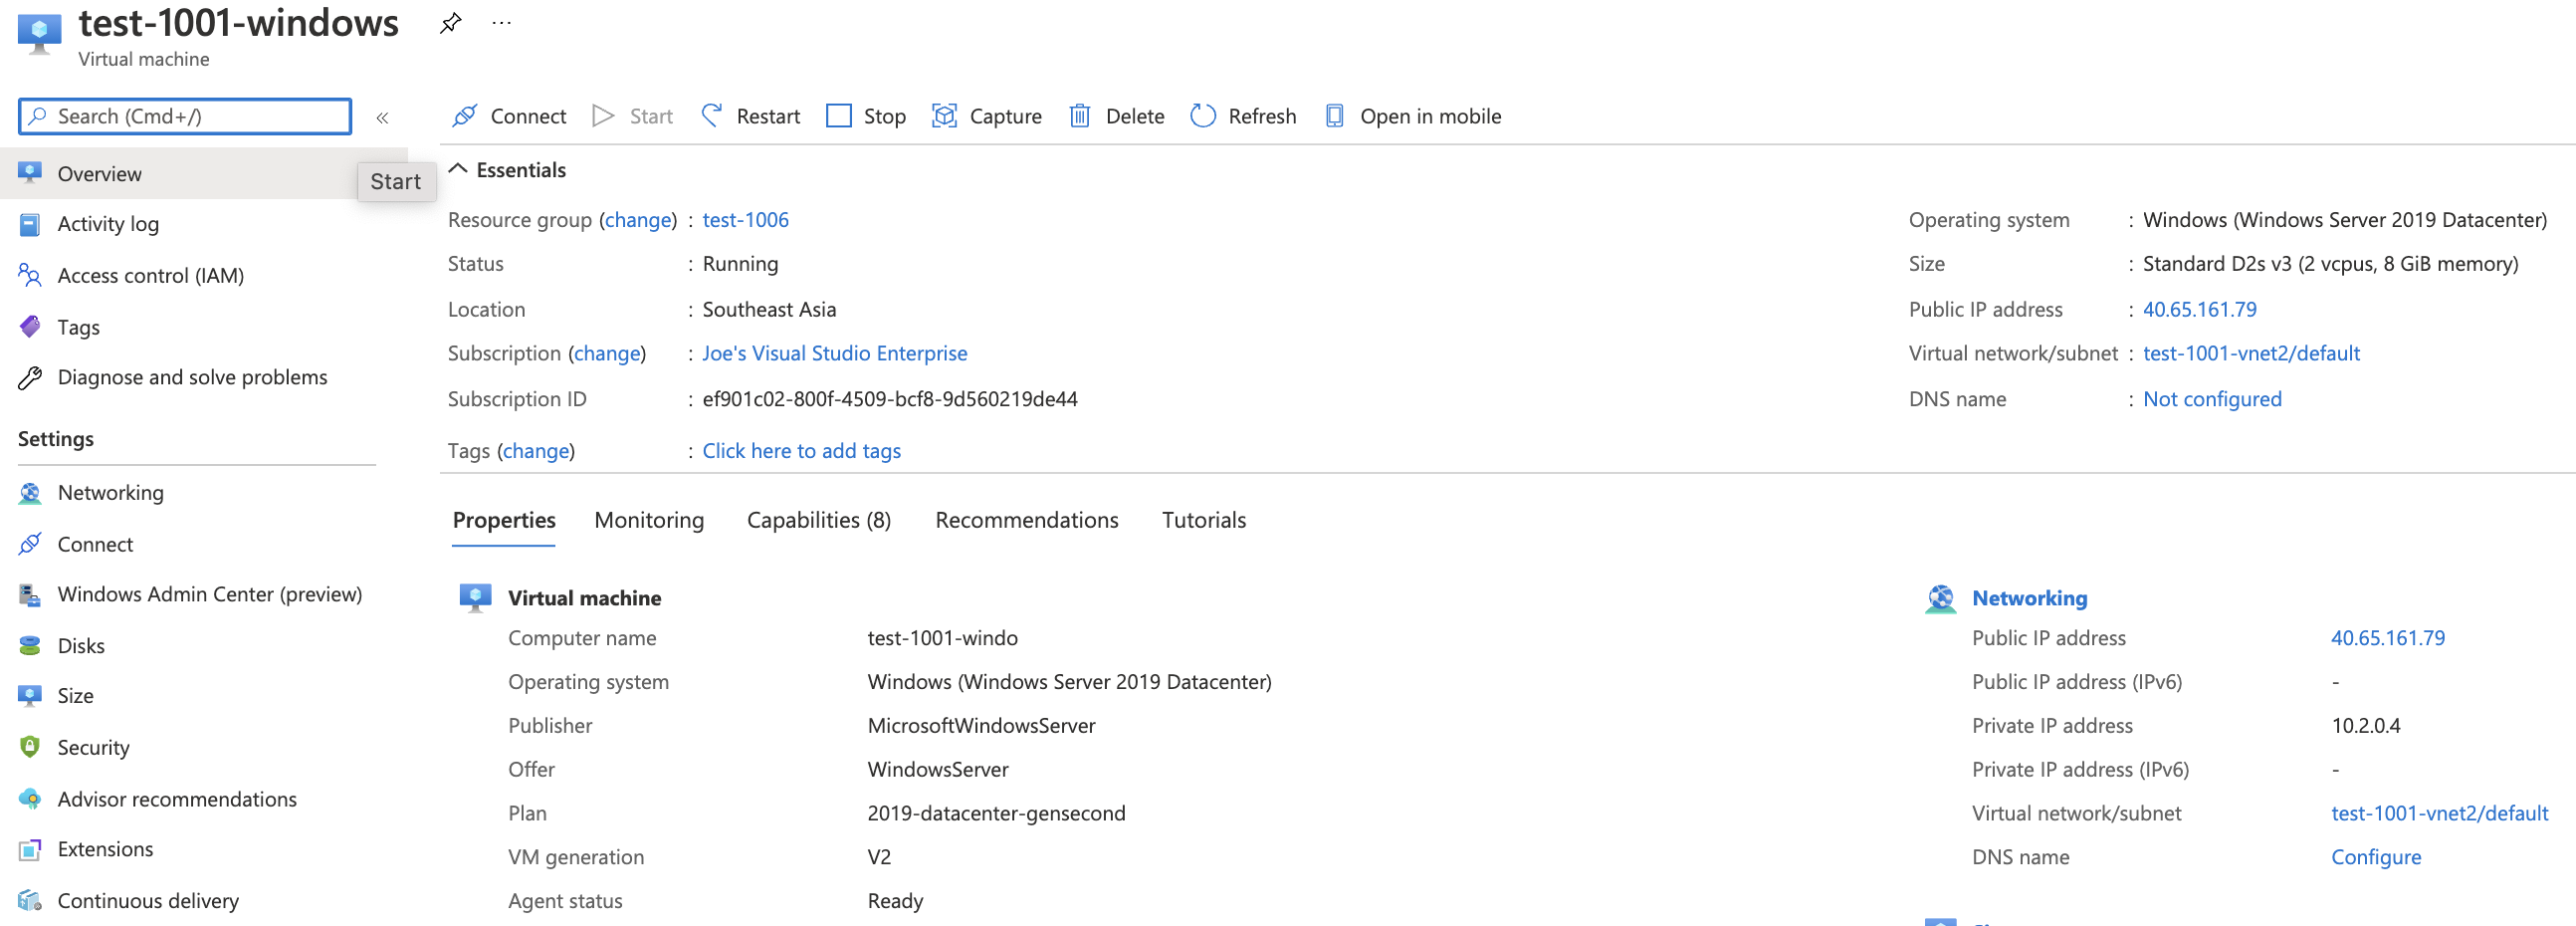 test-1001-windows ...
Virtual machine
Search (Cmd+/) «
Connect Start Restart Stop Capture Delete Refresh Open in mobile
Overview
Activity log
Access control (IAM)
Tags
Diagnose and solve problems
Settings
Networking
Connect
Windows Admin Center (preview)
Disks
Size
Security
Advisor recommendations
Extensions
Continuous delivery
Start
Essentials
Resource group (change) : test-1006
Status : Running
Location : Southeast Asia
Subscription (change) : Joe's Visual Studio Enterprise
Subscription ID : ef901c02-800f-4509-bcf8-9d560219de44
Tags (change) : Click here to add tags
Operating system : Windows (Windows Server 2019 Datacenter)
Size : Standard D2s v3 (2 vcpus, 8 GiB memory)
Public IP address : 40.65.161.79
Virtual network/subnet : test-1001-vnet2/default
DNS name : Not configured
Properties Monitoring Capabilities (8) Recommendations Tutorials
Virtual machine
Computer name test-1001-windo
Operating system Windows (Windows Server 2019 Datacenter)
Publisher MicrosoftWindowsServer
Offer WindowsServer
Plan 2019-datacenter-gensecond
VM generation V2
Agent status Ready
Networking
Public IP address 40.65.161.79
Public IP address (IPv6) -
Private IP address 10.2.0.4
Private IP address (IPv6) -
Virtual network/subnet test-1001-vnet2/default
DNS name Configure